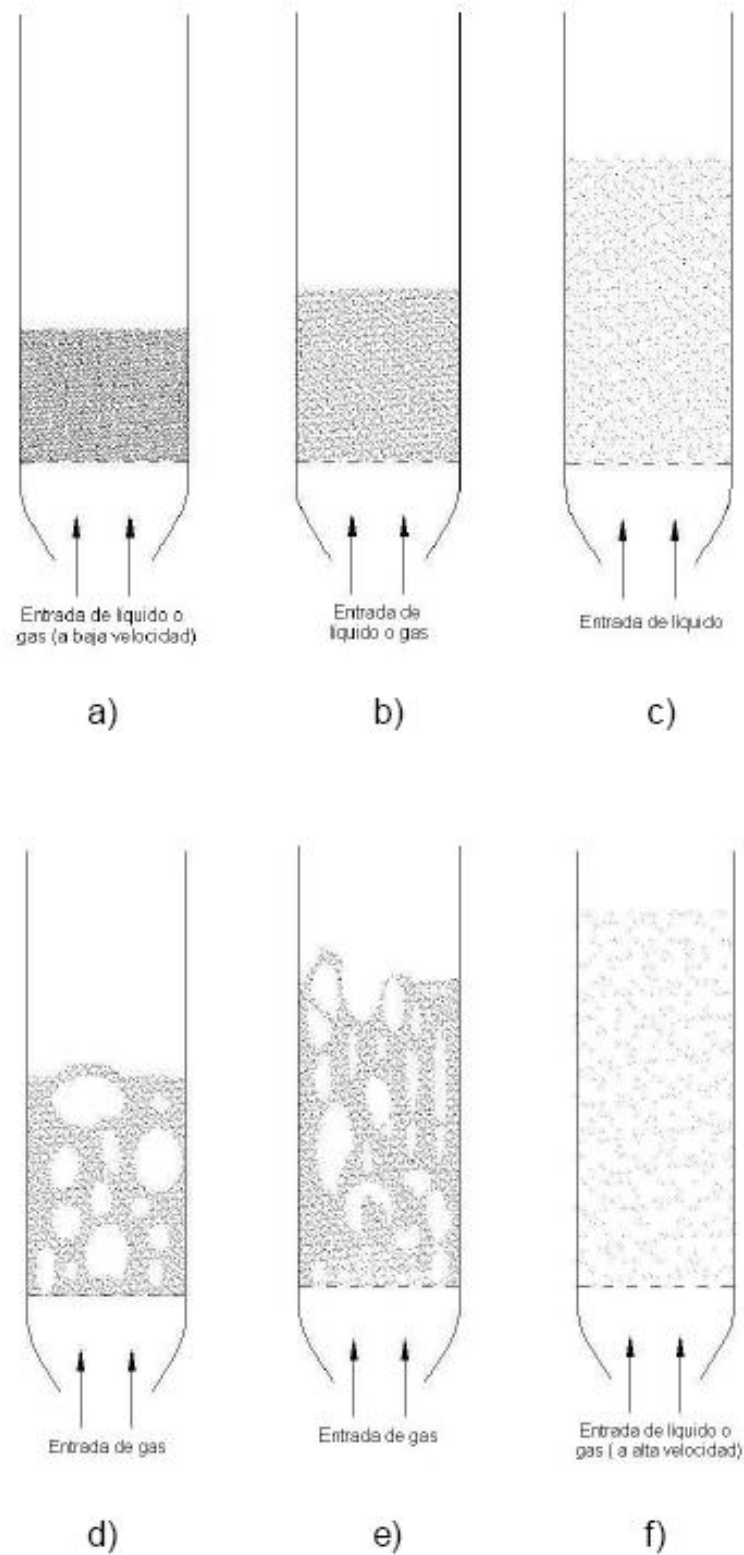 Entrada de líquido o
gas (a baja velocidad)
Entrada de
líquido o gas
Entrada de líquido
a)
b)
c)
Entrada de gas
Entrada de gas
Entrada de líquido o
gas ( a alta velocidad)
d)
e)
f)